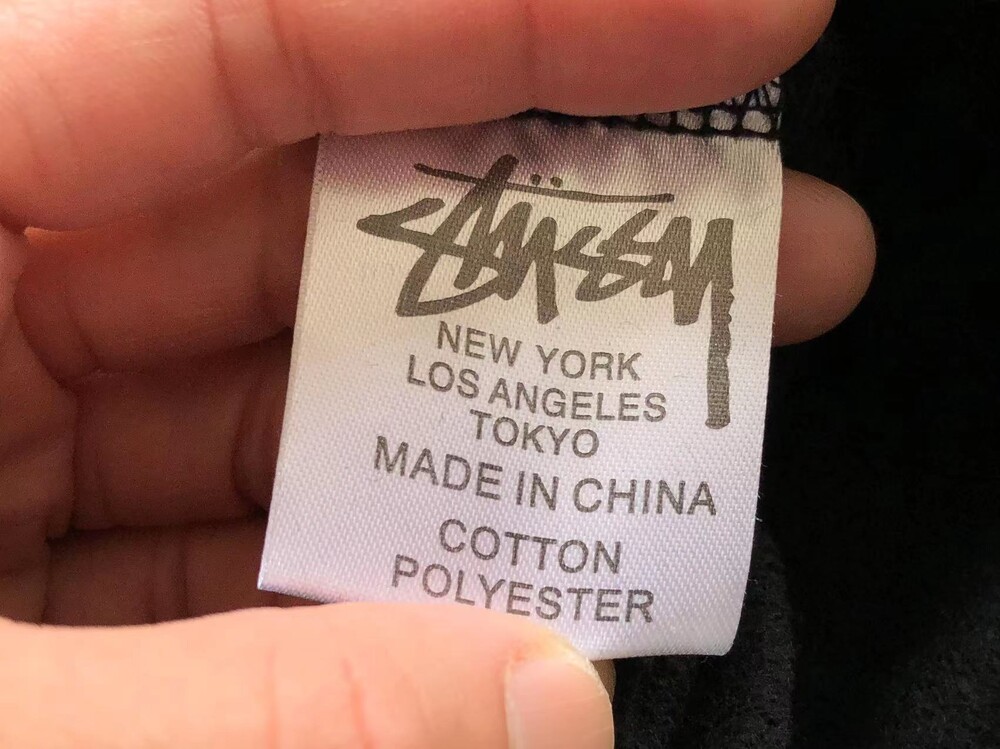 Stüssy
NEW YORK
LOS ANGELES
TOKYO
MADE IN CHINA
COTTON
POLYESTER